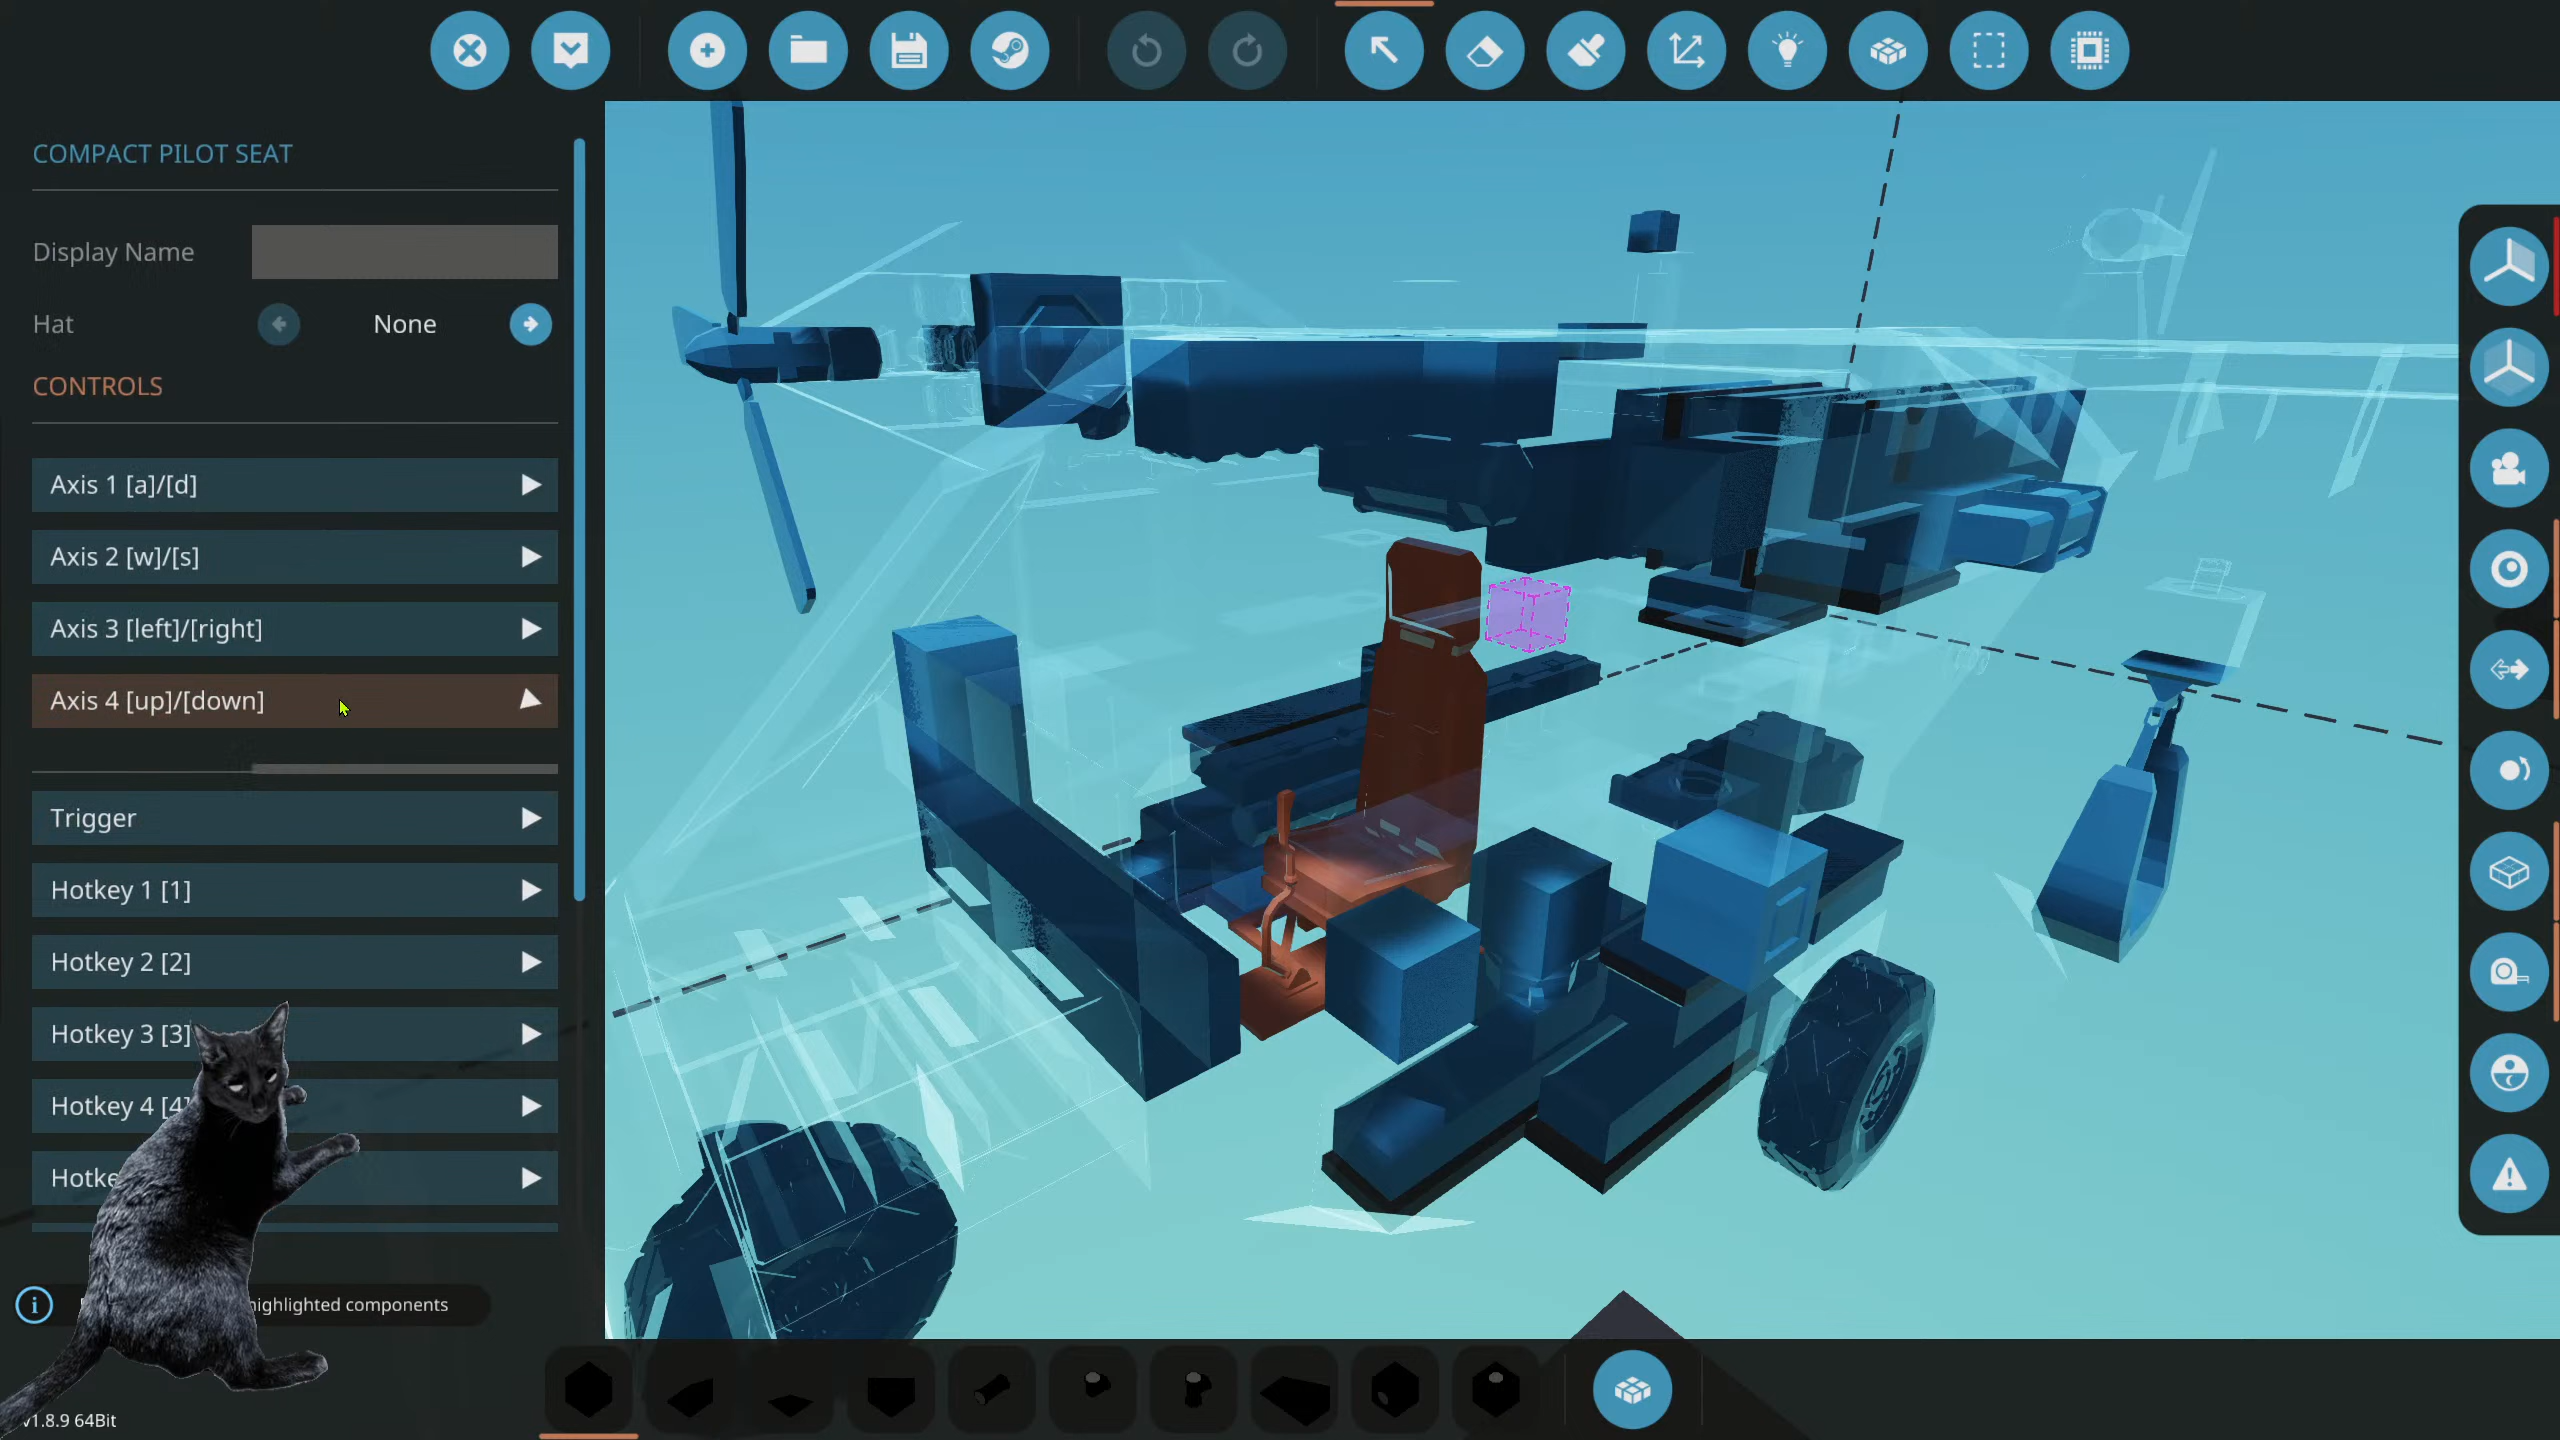 COMPACT PILOT SEAT
Display Name
Hat
None
CONTROLS
Axis 1 [a]/[d]
Axis 2 [w]/[s]
Axis 3 [left]/[right]
Axis 4 [up]/[down]
Trigger
Hotkey 1 [1]
Hotkey 2 [2]
Hotkey 3 [3]
Hotkey 4 [4]
highlighted components
v1.8.9 64Bit